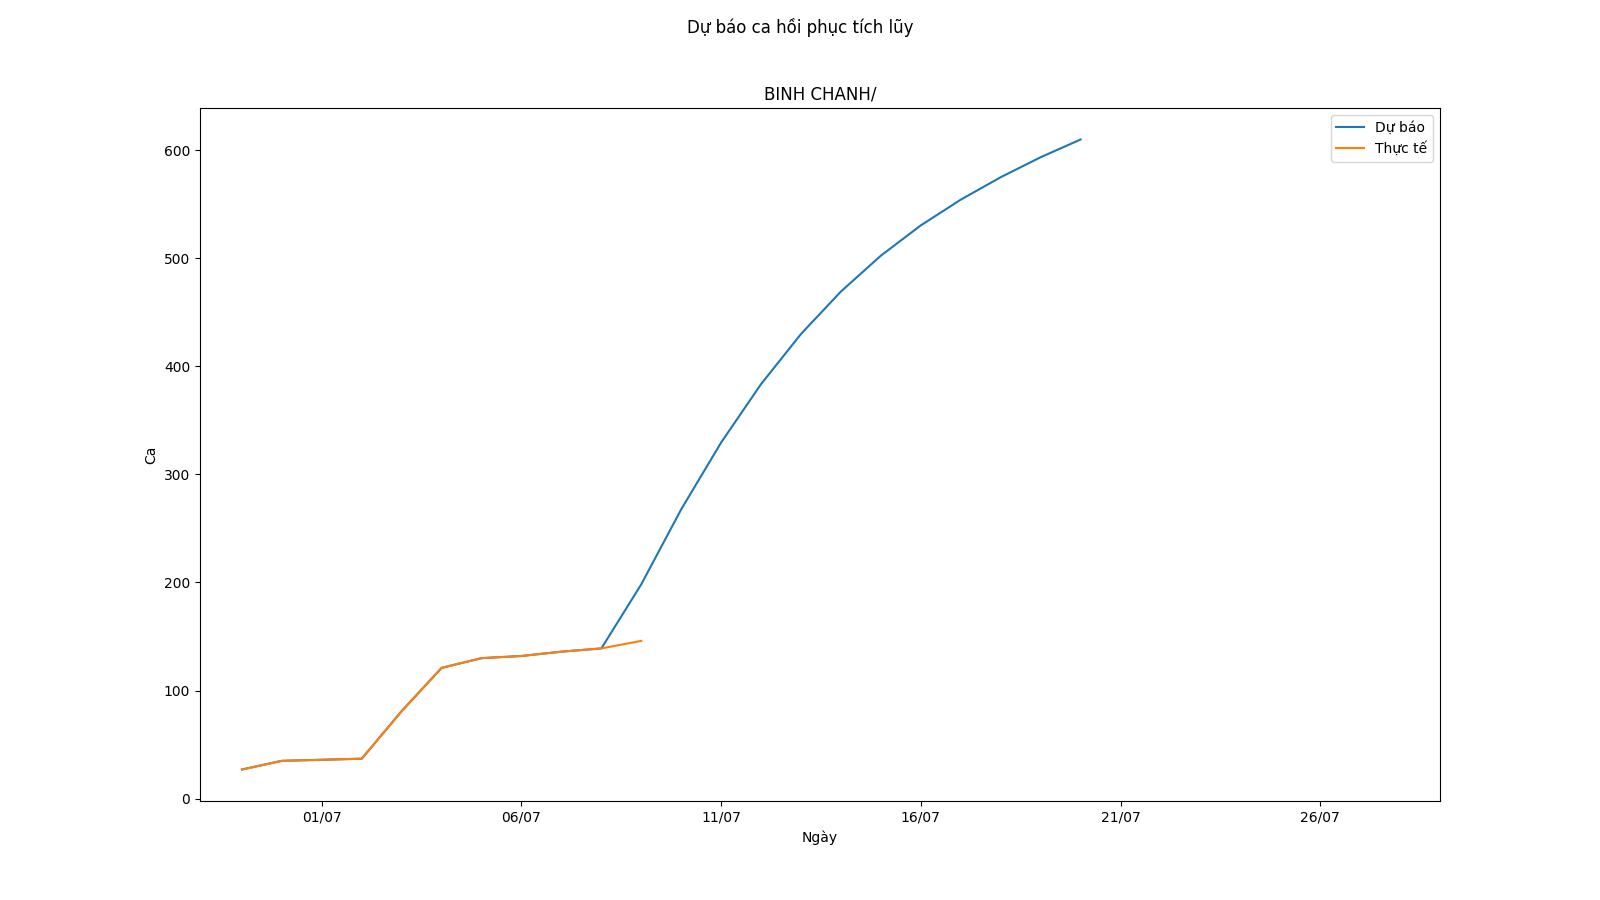 Dự báo ca hồi phục tích lũy
BINH CHANH/
Dự báo
Thực tế
600
500
400
300
200
100
0
Ca
01/07
06/07
11/07
16/07
21/07
26/07
Ngày